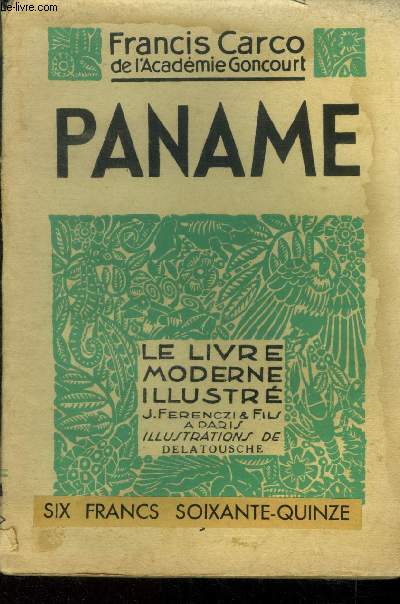 Le-livre.com
Francis Carco
de l'Académie Goncourt
PANAME
LE LIVRE
MODERNE
ILLUSTRÉ
J. FERENCZI & FILS
A PARIS
ILLUSTRATIONS DE
DELATOUSCHE
SIX FRANCS SOIXANTE-QUINZE